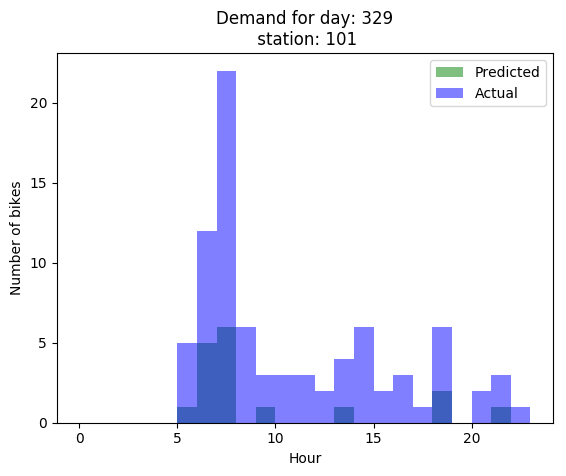 Demand for day: 329
station: 101
Predicted
Actual
Number of bikes
20
15
10
5
0
0 5 10 15 20
Hour